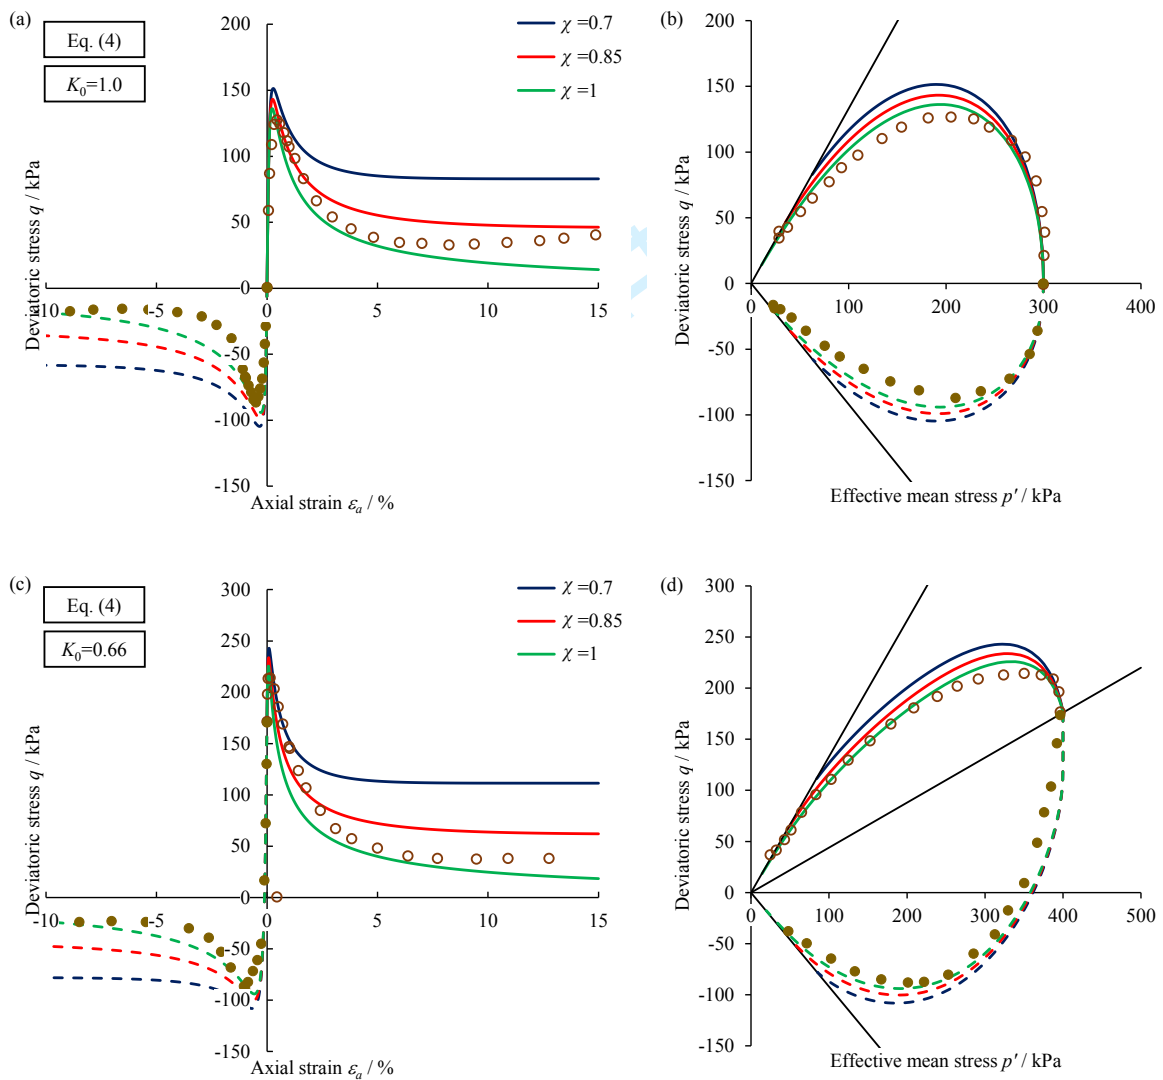 (a)
Eq. (4)
K₀=1.0
χ =0.7
χ =0.85
χ =1
200
150
100
50
0
-50
-100
-150
-10
-5
0
5
10
15
Deviatoric stress q / kPa
Axial strain εₐ / %
(b)
200
150
100
50
0
-50
-100
-150
0
100
200
300
400
Deviatoric stress q / kPa
Effective mean stress p′ / kPa
(c)
Eq. (4)
K₀=0.66
χ =0.7
χ =0.85
χ =1
300
250
200
150
100
50
0
-50
-100
-150
-10
-5
0
5
10
15
Deviatoric stress q / kPa
Axial strain εₐ / %
(d)
300
250
200
150
100
50
0
-50
-100
-150
0
100
200
300
400
500
Deviatoric stress q / kPa
Effective mean stress p′ / kPa